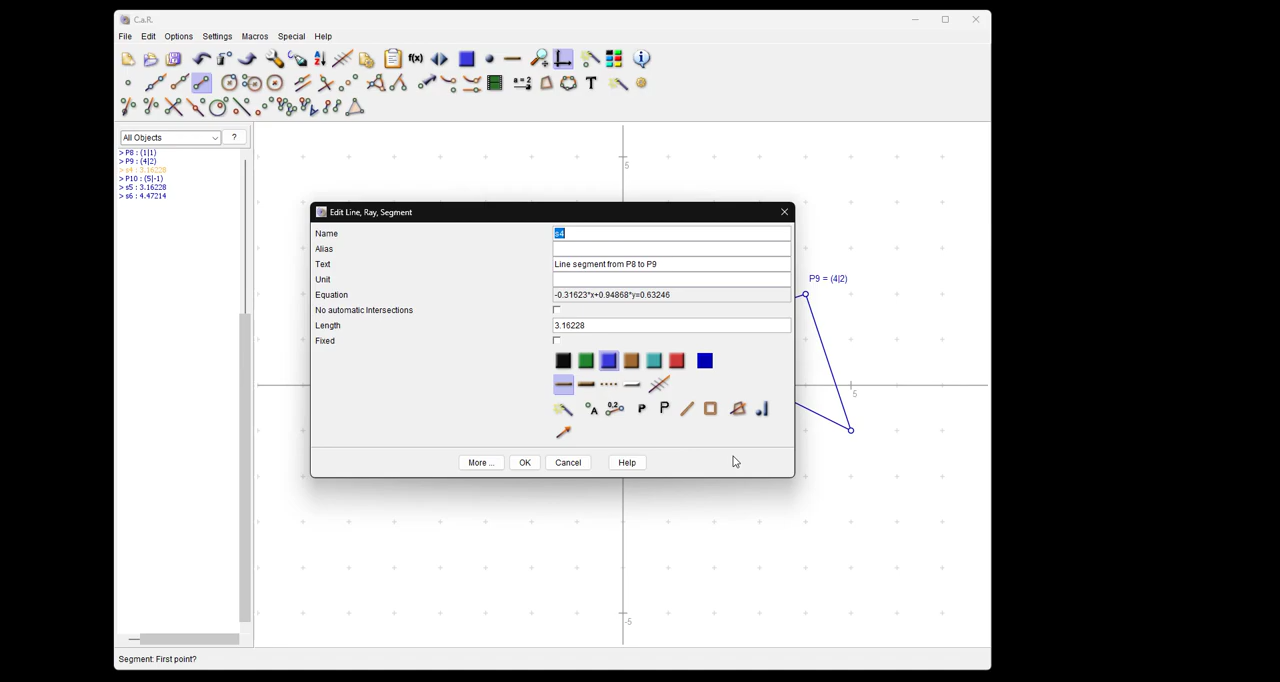 C.a.R.
File Edit Options Settings Macros Special Help
f(x)
a = 2
T
All Objects
?
> P8 : (1|1)
> P9 : (4|2)
> s4 : 3.16228
> P10 : (5|-1)
> s5 : 3.16228
> s6 : 4.47214
5
Edit Line, Ray, Segment
Name s4
Alias
Text Line segment from P8 to P9
Unit
Equation -0.31623*x+0.94868*y=0.63246
No automatic Intersections
Length 3.16228
Fixed
A 0,2 P P
More ... OK Cancel Help
P9 = (4|2)
5
-5
Segment: First point?